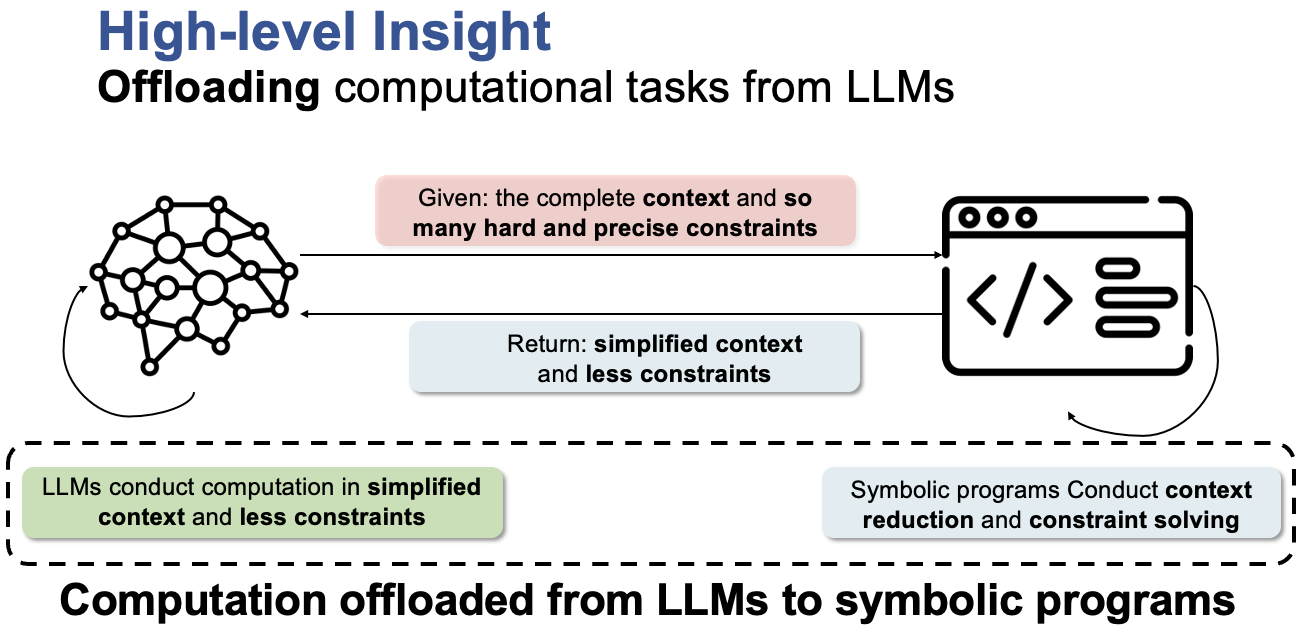 High-level Insight
Offloading computational tasks from LLMs
Given: the complete context and so
many hard and precise constraints
Return: simplified context
and less constraints
LLMs conduct computation in simplified
context and less constraints
Symbolic programs Conduct context
reduction and constraint solving
Computation offloaded from LLMs to symbolic programs